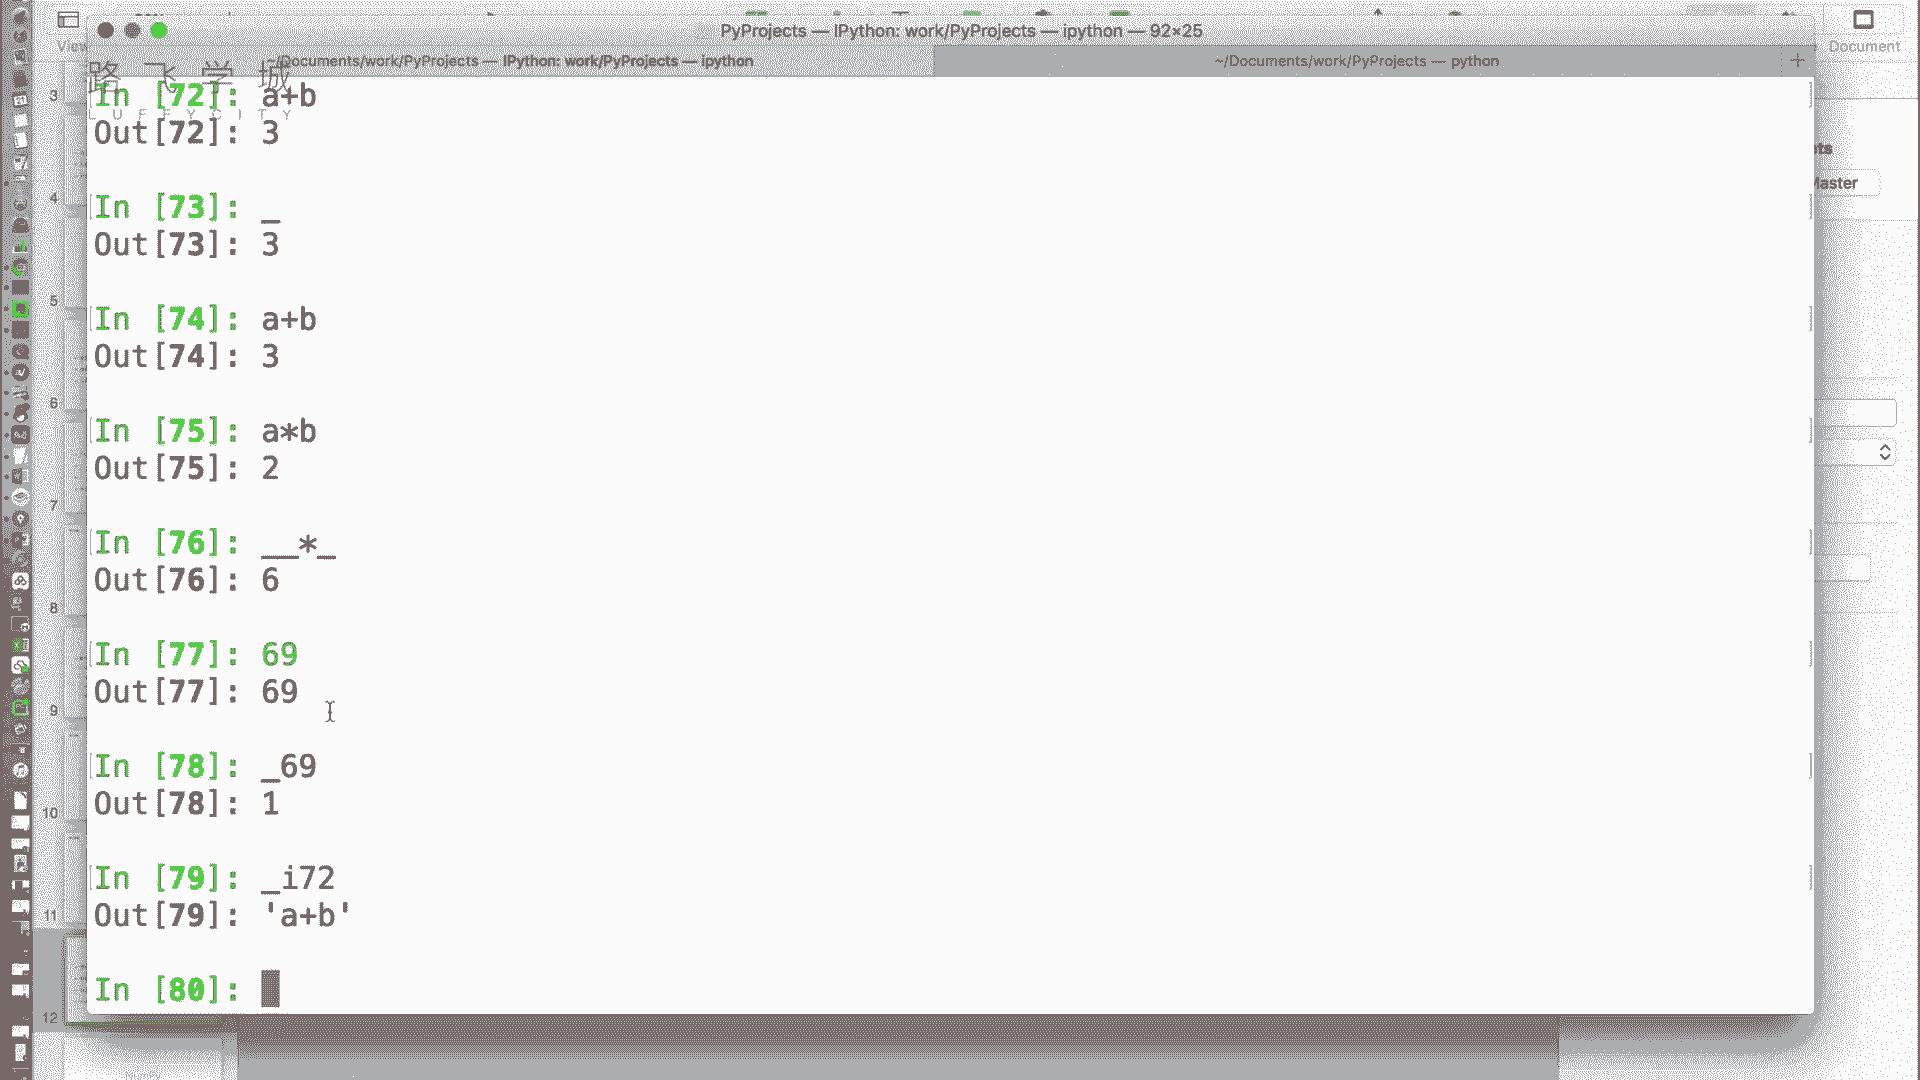 PyProjects — IPython: work/PyProjects — ipython — 92×25
View
Document
~/Documents/work/PyProjects — IPython: work/PyProjects — ipython
~/Documents/work/PyProjects — python
+
路飞学城
LUFFYCITY
3
In [72]: a+b
Out[72]: 3
Master
4
In [73]: _
Out[73]: 3
5
In [74]: a+b
Out[74]: 3
6
In [75]: a*b
Out[75]: 2
7
In [76]: __*_
Out[76]: 6
8
In [77]: 69
Out[77]: 69
9
In [78]: _69
Out[78]: 1
10
In [79]: _i72
Out[79]: 'a+b'
11
In [80]:
12